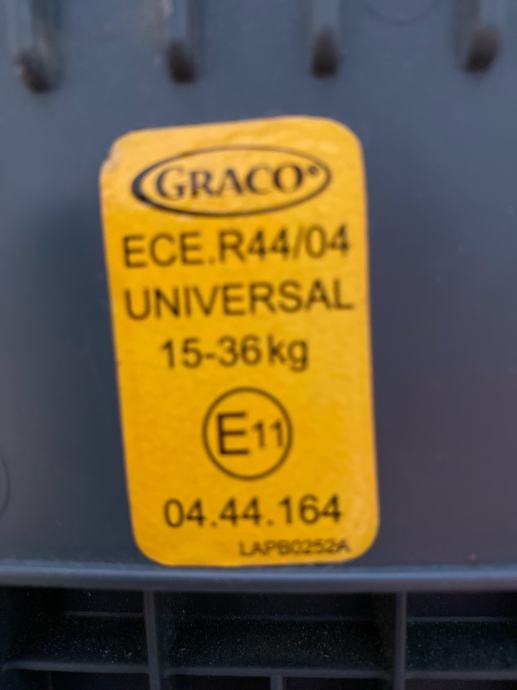 GRACO
ECE.R44/04
UNIVERSAL
15-36kg
E11
04.44.164
LAPB0252A